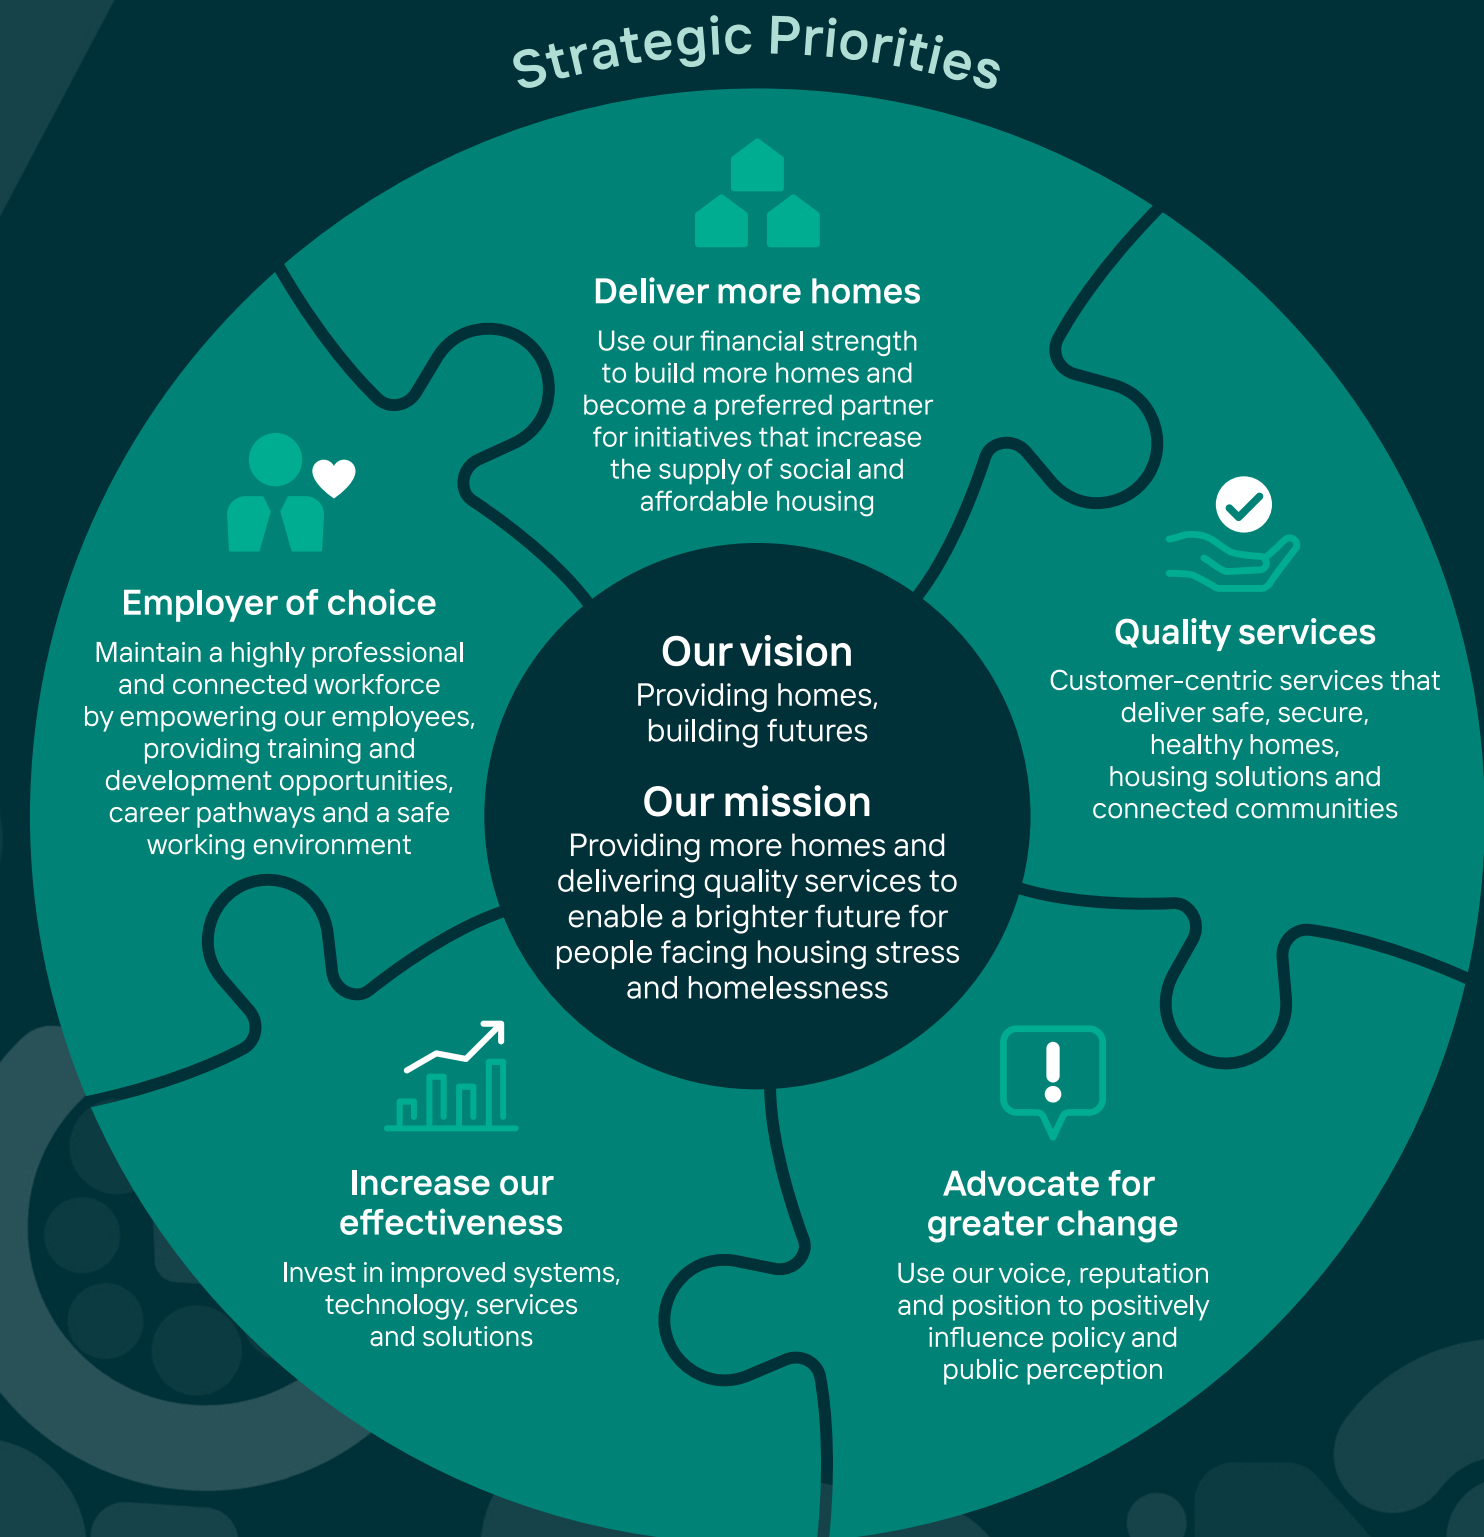 Strategic Priorities
Deliver more homes
Use our financial strength
to build more homes and
become a preferred partner
for initiatives that increase
the supply of social and
affordable housing
Quality services
Customer-centric services that
deliver safe, secure,
healthy homes,
housing solutions and
connected communities
Advocate for
greater change
Use our voice, reputation
and position to positively
influence policy and
public perception
Increase our
effectiveness
Invest in improved systems,
technology, services
and solutions
Employer of choice
Maintain a highly professional
and connected workforce
by empowering our employees,
providing training and
development opportunities,
career pathways and a safe
working environment
Our vision
Providing homes,
building futures
Our mission
Providing more homes and
delivering quality services to
enable a brighter future for
people facing housing stress
and homelessness